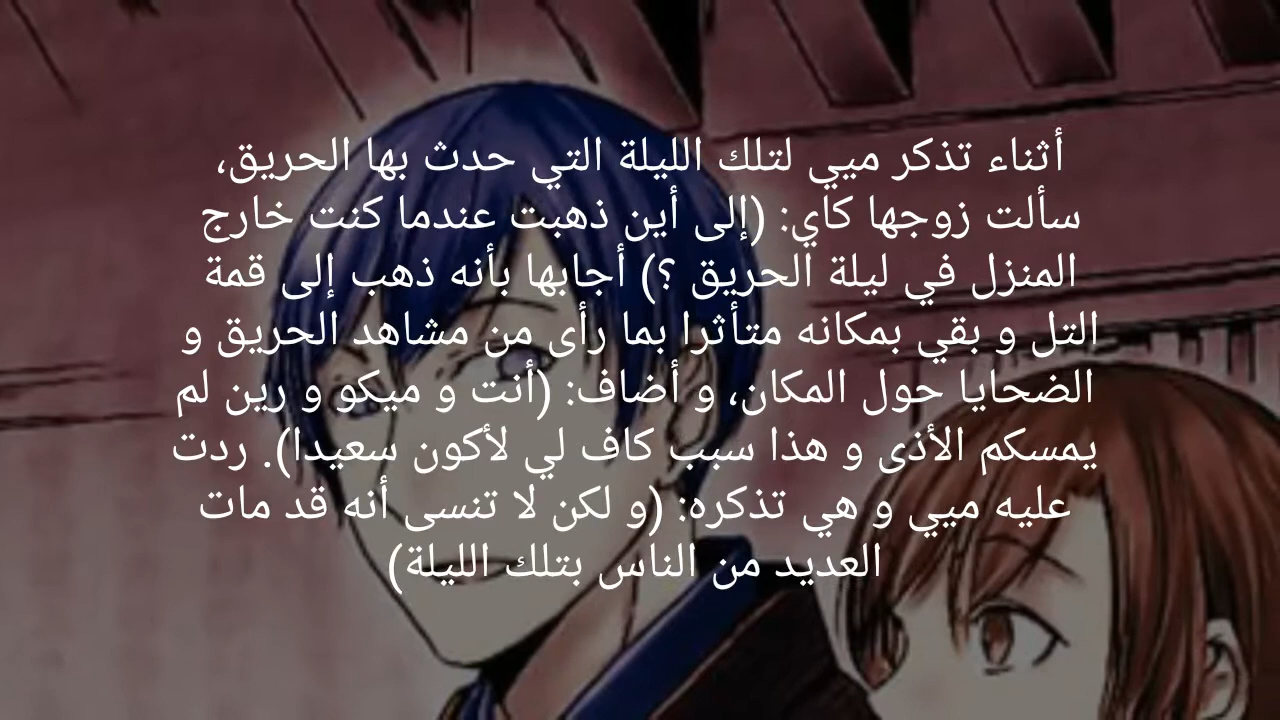 أثناء تذكر ميي لتلك الليلة التي حدث بها الحريق،
سألت زوجها كاي: (إلى أين ذهبت عندما كنت خارج
المنزل في ليلة الحريق ؟) أجابها بأنه ذهب إلى قمة
التل و بقي بمكانه متأثرا بما رأى من مشاهد الحريق و
الضحايا حول المكان، و أضاف: (أنت و ميكو و رين لم
يمسكم الأذى و هذا سبب كاف لي لأكون سعيدا). ردت
عليه ميي و هي تذكره: (و لكن لا تنسى أنه قد مات
العديد من الناس بتلك الليلة)